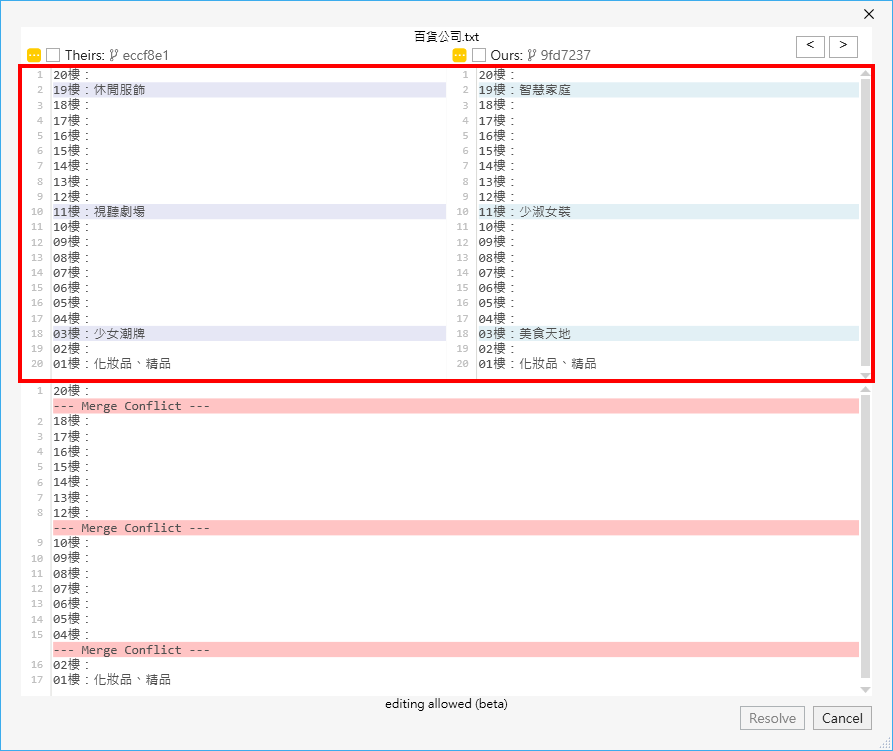 百貨公司.txt
Theirs: eccf8e1
Ours: 9fd7237
< >
1 20樓：
2 19樓：休閒服飾
3 18樓：
4 17樓：
5 16樓：
6 15樓：
7 14樓：
8 13樓：
9 12樓：
10 11樓：視聽劇場
11 10樓：
12 09樓：
13 08樓：
14 07樓：
15 06樓：
16 05樓：
17 04樓：
18 03樓：少女潮牌
19 02樓：
20 01樓：化妝品、精品
1 20樓：
2 19樓：智慧家庭
3 18樓：
4 17樓：
5 16樓：
6 15樓：
7 14樓：
8 13樓：
9 12樓：
10 11樓：少淑女裝
11 10樓：
12 09樓：
13 08樓：
14 07樓：
15 06樓：
16 05樓：
17 04樓：
18 03樓：美食天地
19 02樓：
20 01樓：化妝品、精品
1 20樓：
--- Merge Conflict ---
2 18樓：
3 17樓：
4 16樓：
5 15樓：
6 14樓：
7 13樓：
8 12樓：
--- Merge Conflict ---
9 10樓：
10 09樓：
11 08樓：
12 07樓：
13 06樓：
14 05樓：
15 04樓：
--- Merge Conflict ---
16 02樓：
17 01樓：化妝品、精品
editing allowed (beta)
Resolve
Cancel